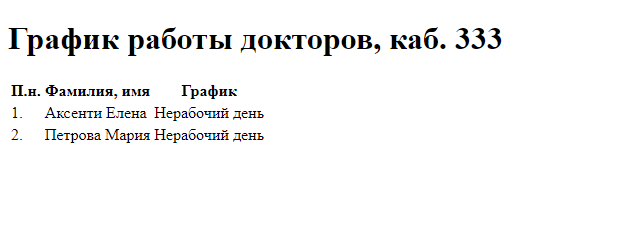 График работы докторов, каб. 333
П.н. Фамилия, имя График
1. Аксенти Елена Нерабочий день
2. Петрова Мария Нерабочий день